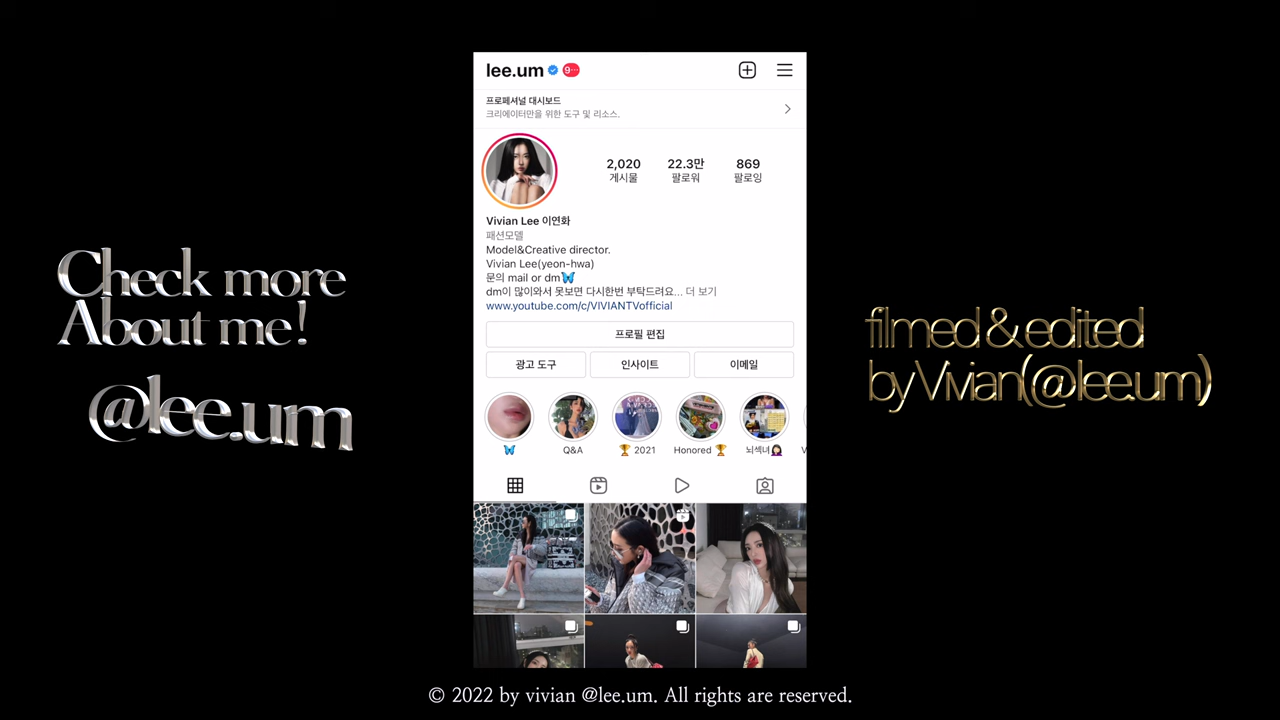 Check more
About me!
@lee.um
lee.um
9...
프로페셔널 대시보드
크리에이터만을 위한 도구 및 리소스.
2,020 22.3만 869
게시물 팔로워 팔로잉
Vivian Lee 이연화
패션모델
Model&Creative director.
Vivian Lee(yeon-hwa)
문의 mail or dm🦋
dm이 많이와서 못보면 다시한번 부탁드려요... 더 보기
www.youtube.com/c/VIVIANTVofficial
프로필 편집
광고 도구 인사이트 이메일
🦋 Q&A 🏆 2021 Honored 🏆 뇌섹녀🙍🏻‍♀️ V
filmed & edited
by Vivian(@lee.um)
© 2022 by vivian @lee.um. All rights are reserved.